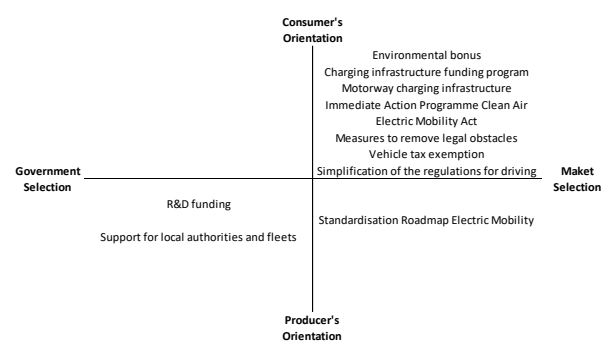 Consumer's
Orientation
Environmental bonus
Charging infrastructure funding program
Motorway charging infrastructure
Immediate Action Programme Clean Air
Electric Mobility Act
Measures to remove legal obstacles
Vehicle tax exemption
Simplification of the regulations for driving
Government
Selection
Maket
Selection
R&D funding
Support for local authorities and fleets
Standardisation Roadmap Electric Mobility
Producer's
Orientation